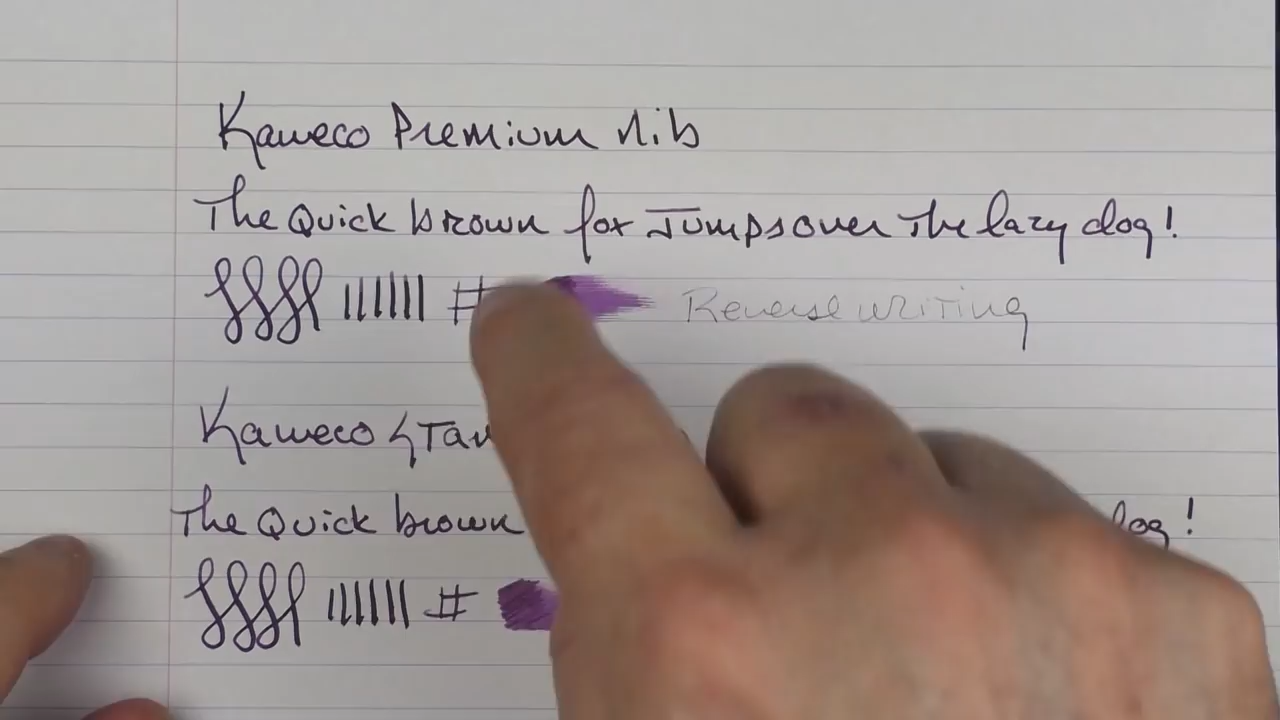 Kaweco Premium nib
The Quick brown fox Jumps over The lazy dog!
# Reverse writing
Kaweco
The Quick brown dog!
#